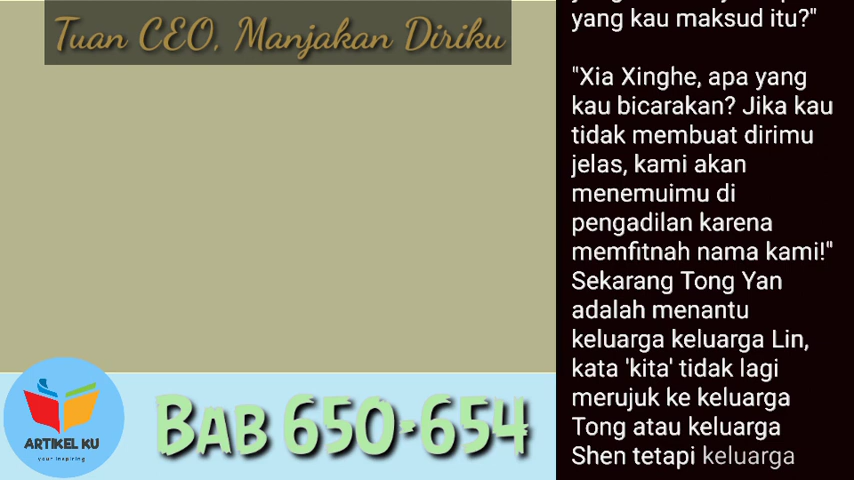 Tuan CEO, Manjakan Diriku
yang kau maksud itu?"
"Xia Xinghe, apa yang
kau bicarakan? Jika kau
tidak membuat dirimu
jelas, kami akan
menemuimu di
pengadilan karena
memfitnah nama kami!"
Sekarang Tong Yan
adalah menantu
keluarga keluarga Lin,
kata 'kita' tidak lagi
merujuk ke keluarga
Tong atau keluarga
Shen tetapi keluarga
ARTIKEL KU
your inspiring
BAB 650-654